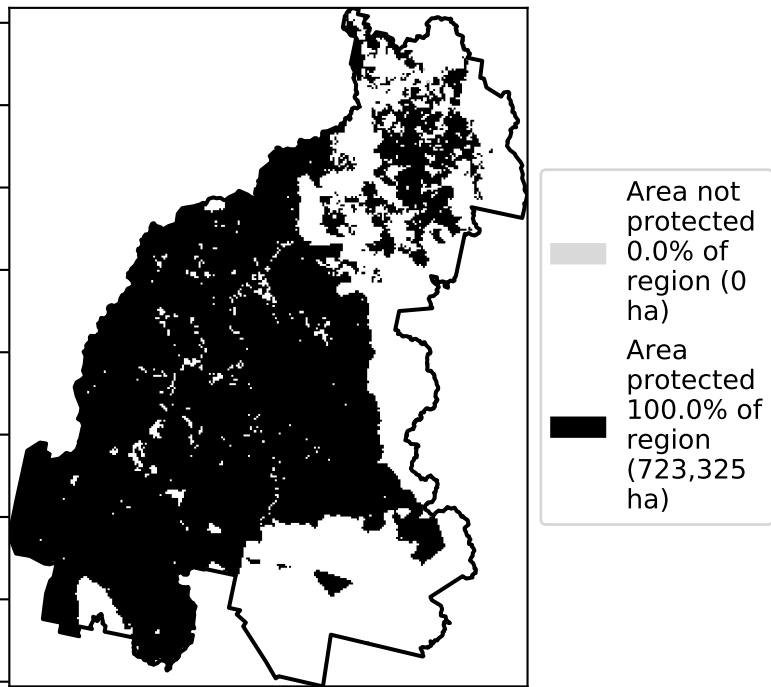 Area not
protected
0.0% of
region (0
ha)
Area
protected
100.0% of
region
(723,325
ha)